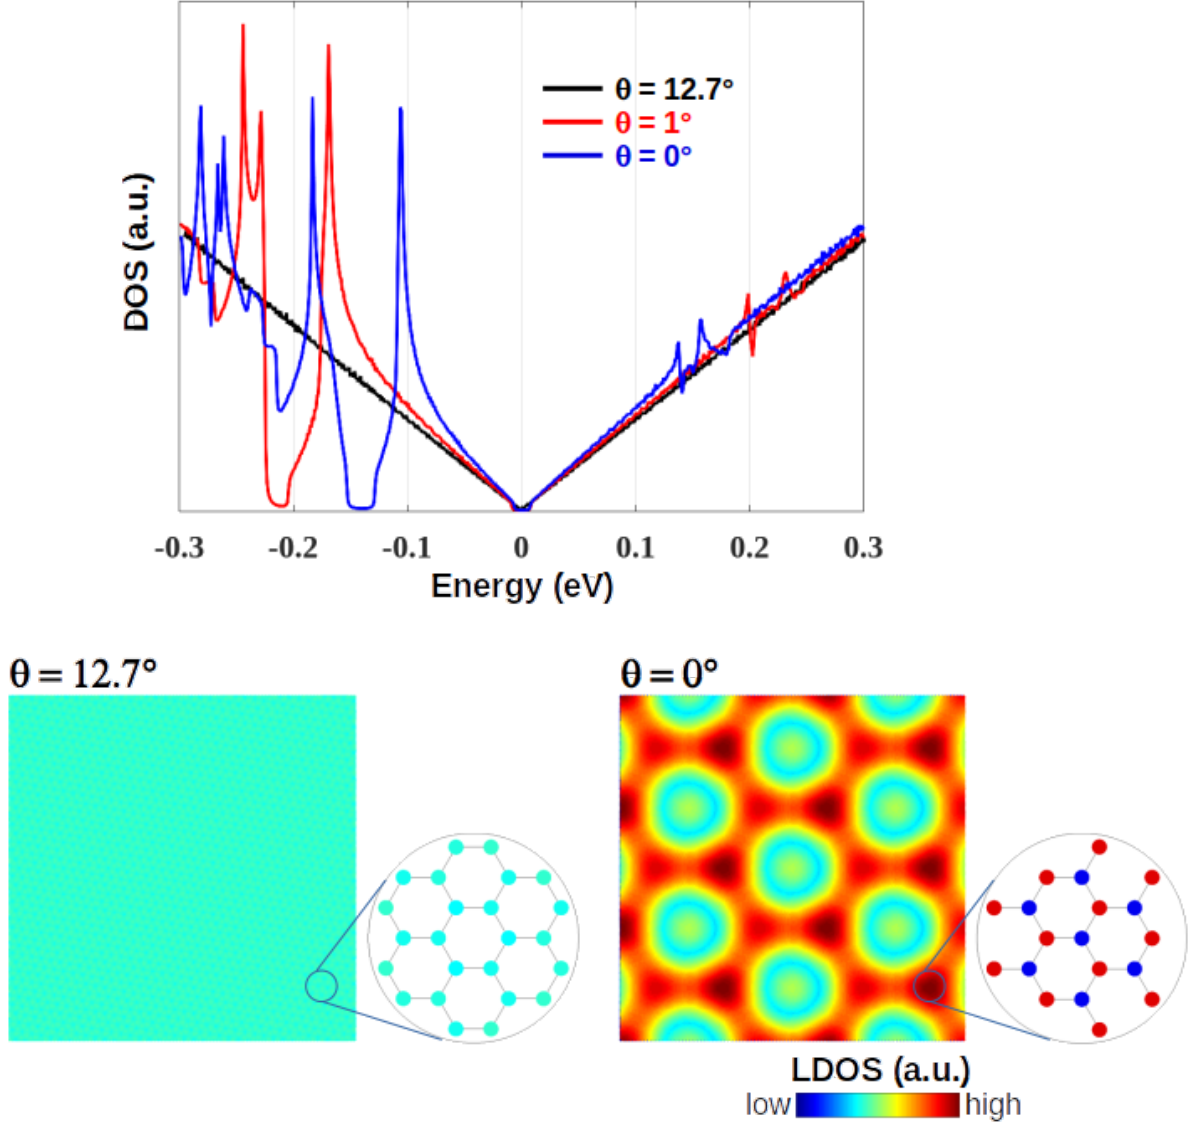 DOS (a.u.)
θ = 12.7°
θ = 1°
θ = 0°
-0.3 -0.2 -0.1 0 0.1 0.2 0.3
Energy (eV)
θ = 12.7°
θ = 0°
LDOS (a.u.)
low high